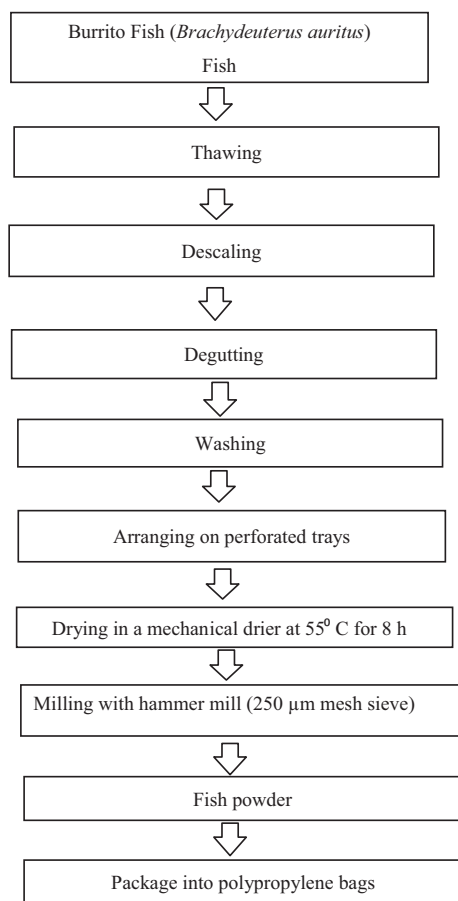 Burrito Fish (Brachydeuterus auritus)
Fish
Thawing
Descaling
Degutting
Washing
Arranging on perforated trays
Drying in a mechanical drier at 55⁰ C for 8 h
Milling with hammer mill (250 µm mesh sieve)
Fish powder
Package into polypropylene bags